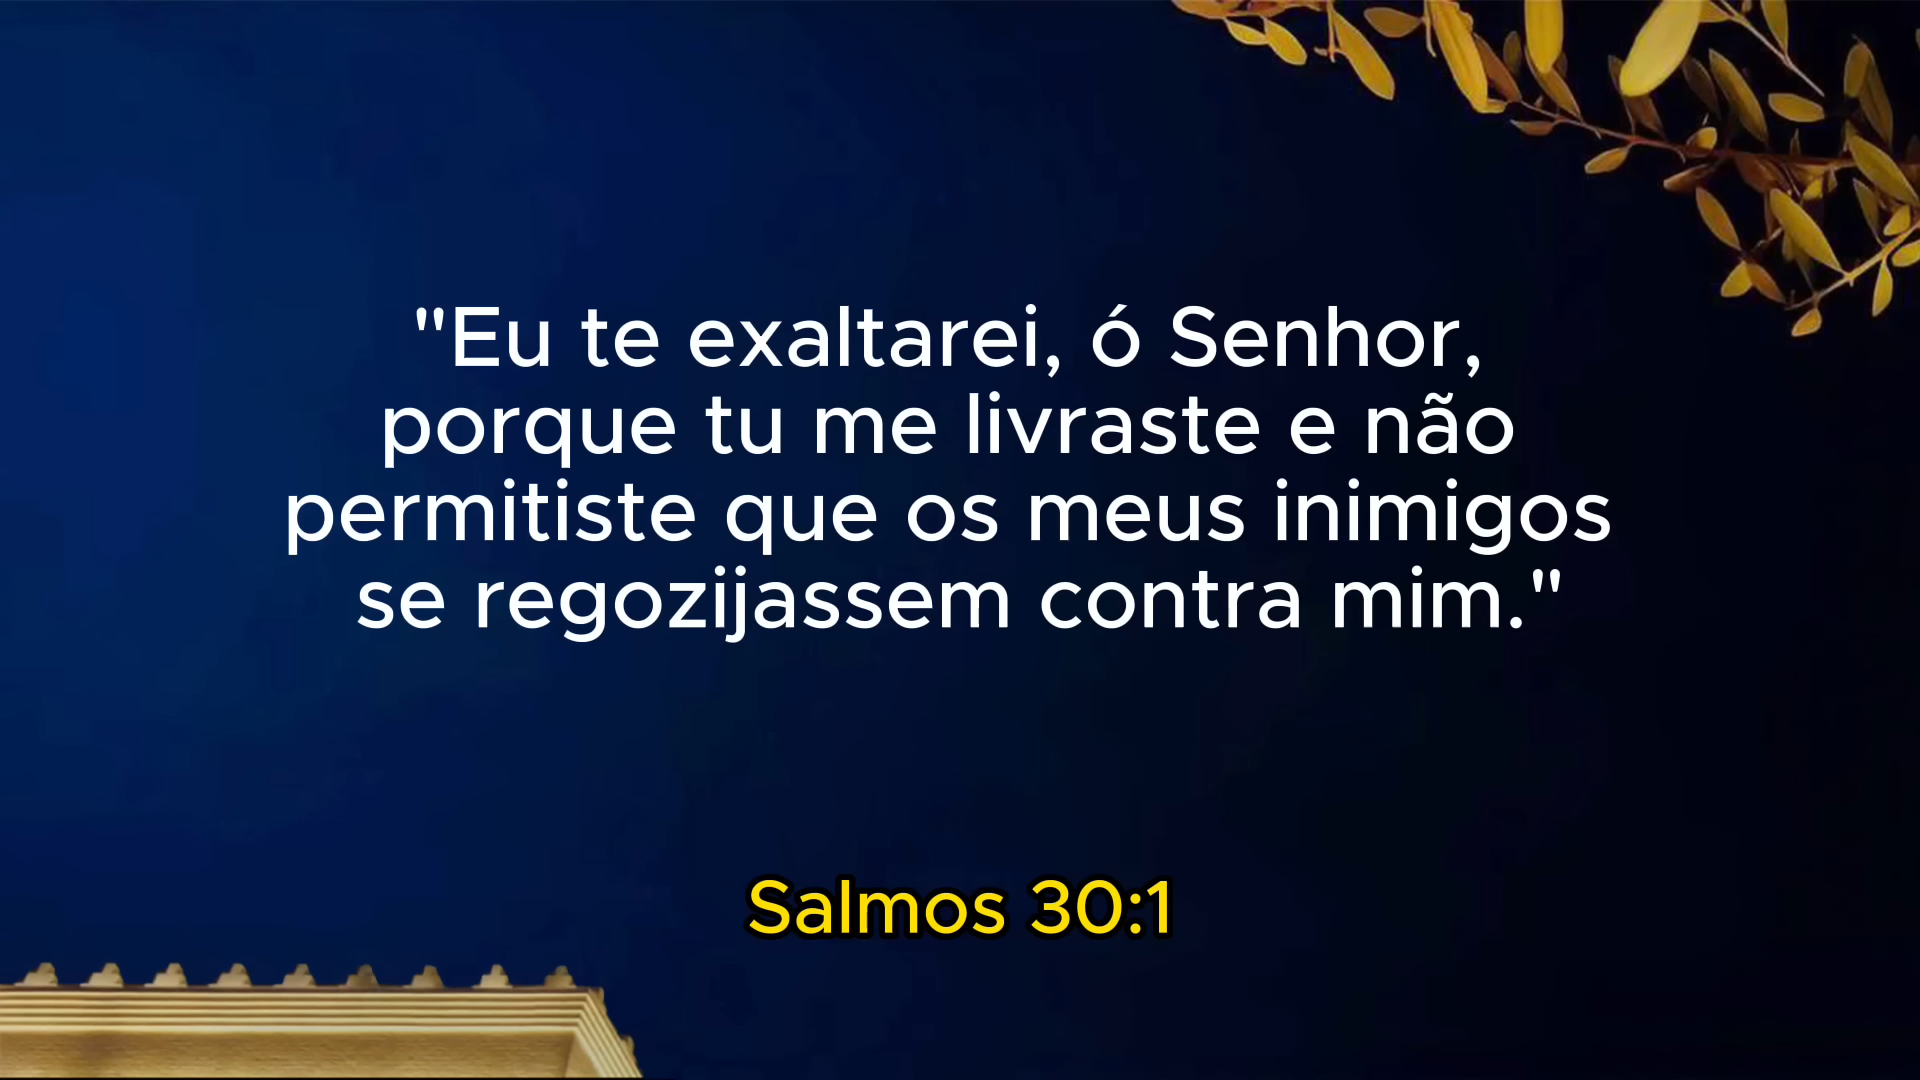 "Eu te exaltarei, ó Senhor,
porque tu me livraste e não
permitiste que os meus inimigos
se regozijassem contra mim."
Salmos 30:1